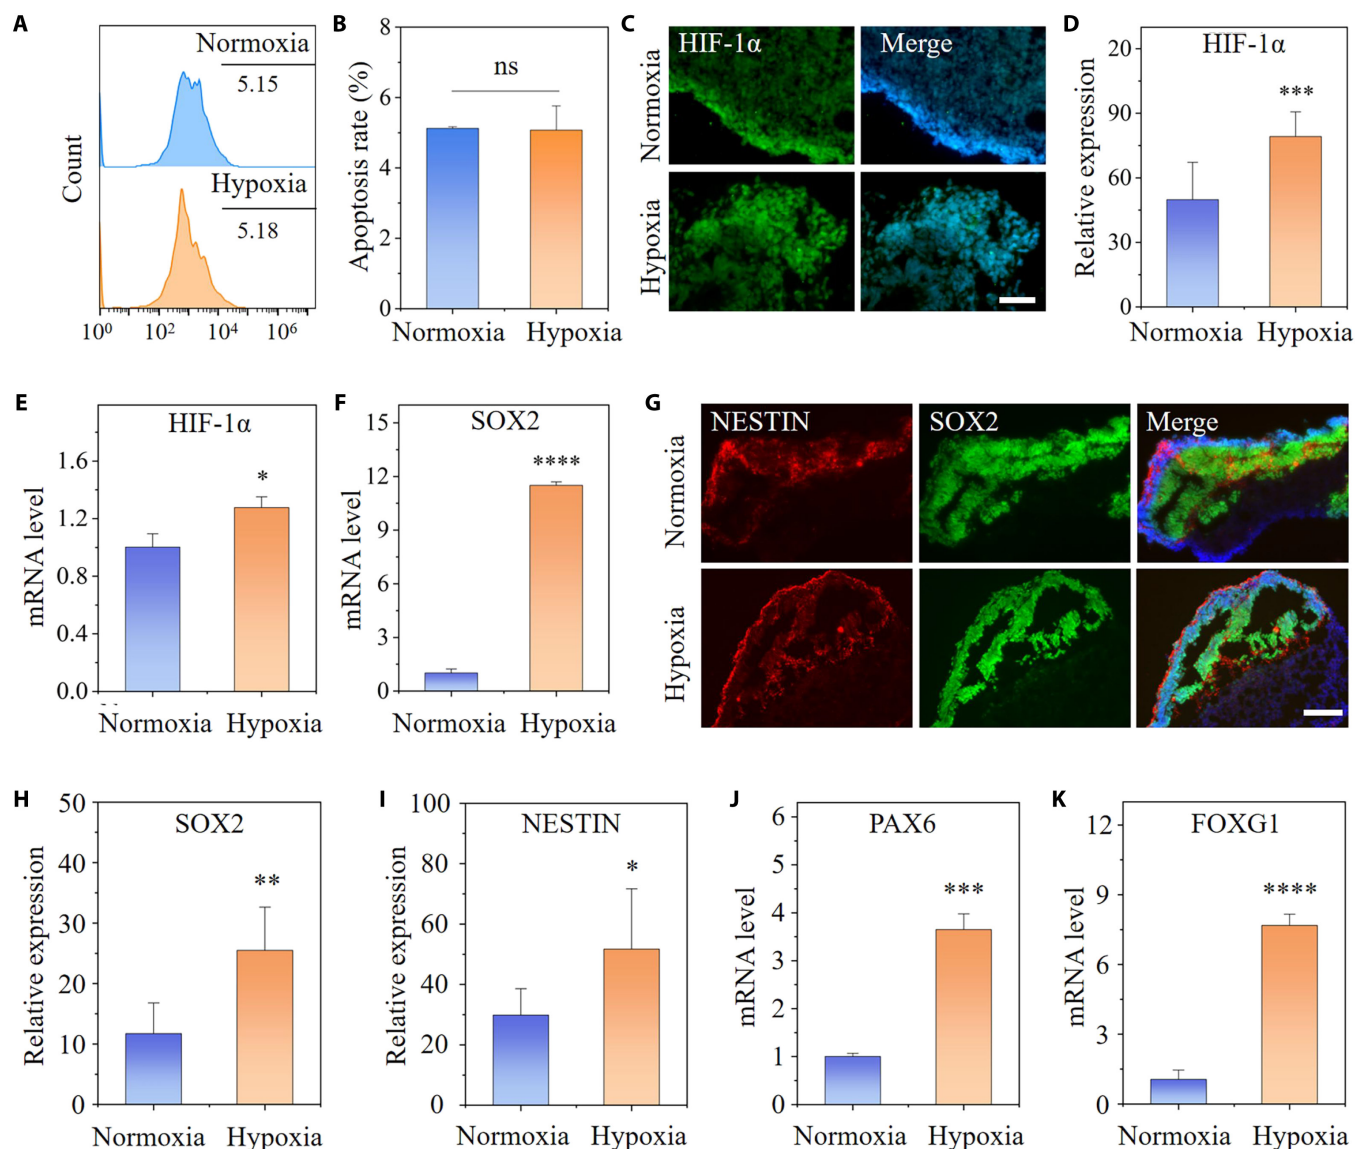 A
Normoxia
5.15
Hypoxia
5.18
Count
10⁰ 10² 10⁴ 10⁶
B
8
6
4
2
0
Apoptosis rate (%)
ns
Normoxia Hypoxia
C
HIF-1α Merge
Normoxia
Hypoxia
D
HIF-1α
120
90
60
30
0
Relative expression
***
Normoxia Hypoxia
E
HIF-1α
1.6
1.2
0.8
0.4
0.0
mRNA level
*
Normoxia Hypoxia
F
SOX2
15
12
9
6
3
0
mRNA level
****
Normoxia Hypoxia
G
NESTIN SOX2 Merge
Normoxia
Hypoxia
H
SOX2
50
40
30
20
10
0
Relative expression
**
Normoxia Hypoxia
I
NESTIN
100
80
60
40
20
0
Relative expression
*
Normoxia Hypoxia
J
PAX6
6
5
4
3
2
1
0
mRNA level
***
Normoxia Hypoxia
K
FOXG1
12
9
6
3
0
mRNA level
****
Normoxia Hypoxia